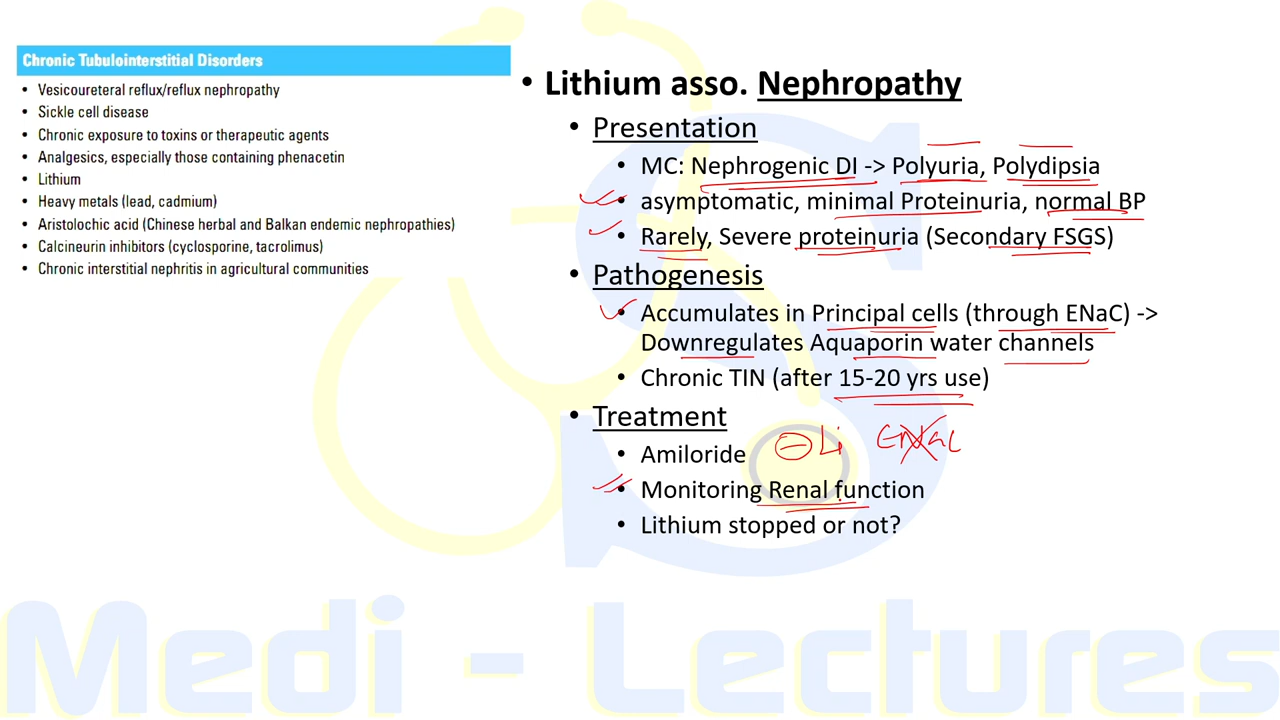 Chronic Tubulointerstitial Disorders
• Vesicoureteral reflux/reflux nephropathy
• Sickle cell disease
• Chronic exposure to toxins or therapeutic agents
• Analgesics, especially those containing phenacetin
• Lithium
• Heavy metals (lead, cadmium)
• Aristolochic acid (Chinese herbal and Balkan endemic nephropathies)
• Calcineurin inhibitors (cyclosporine, tacrolimus)
• Chronic interstitial nephritis in agricultural communities
• Lithium asso. Nephropathy
• Presentation
• MC: Nephrogenic DI -> Polyuria, Polydipsia
• asymptomatic, minimal Proteinuria, normal BP
• Rarely, Severe proteinuria (Secondary FSGS)
• Pathogenesis
• Accumulates in Principal cells (through ENaC) ->
Downregulates Aquaporin water channels
• Chronic TIN (after 15-20 yrs use)
• Treatment
• Amiloride
Li ENaC
• Monitoring Renal function
• Lithium stopped or not?
Medi - Lectures